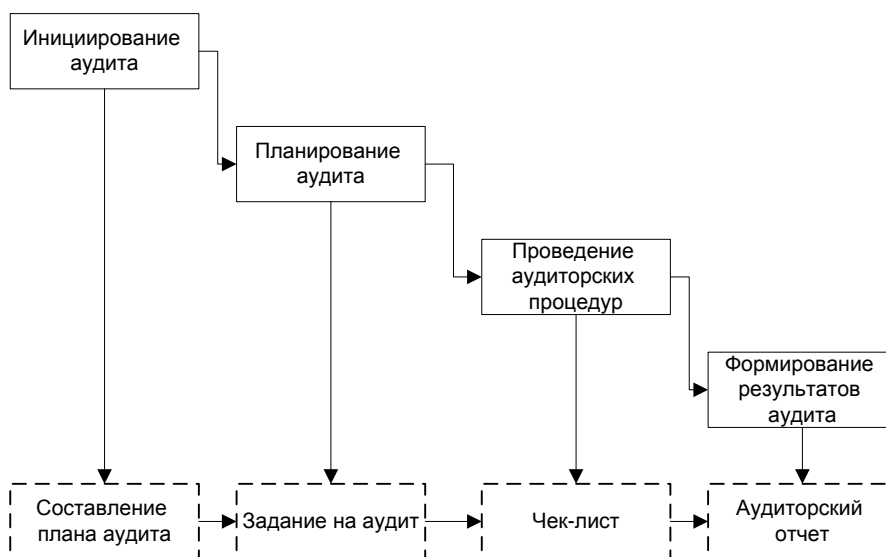 Инициирование
аудита
Планирование
аудита
Проведение
аудиторских
процедур
Формирование
результатов
аудита
Составление
плана аудита
Задание на аудит
Чек-лист
Аудиторский
отчет